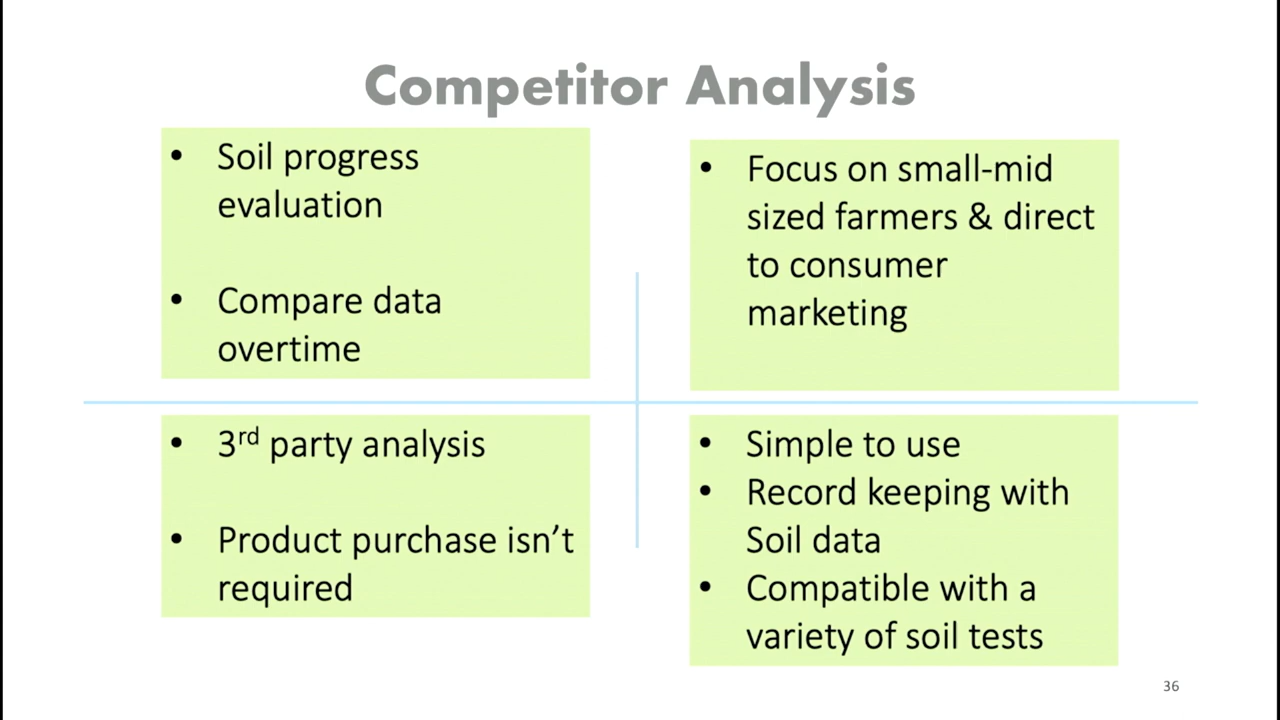 Competitor Analysis
• Soil progress
evaluation
• Compare data
overtime
• Focus on small-mid
sized farmers & direct
to consumer
marketing
• 3rd party analysis
• Product purchase isn’t
required
• Simple to use
• Record keeping with
Soil data
• Compatible with a
variety of soil tests
36